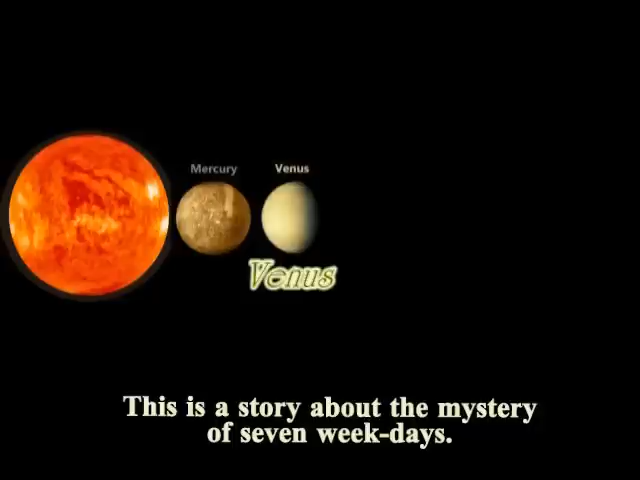 Mercury
Venus
Venus
This is a story about the mystery
of seven week-days.